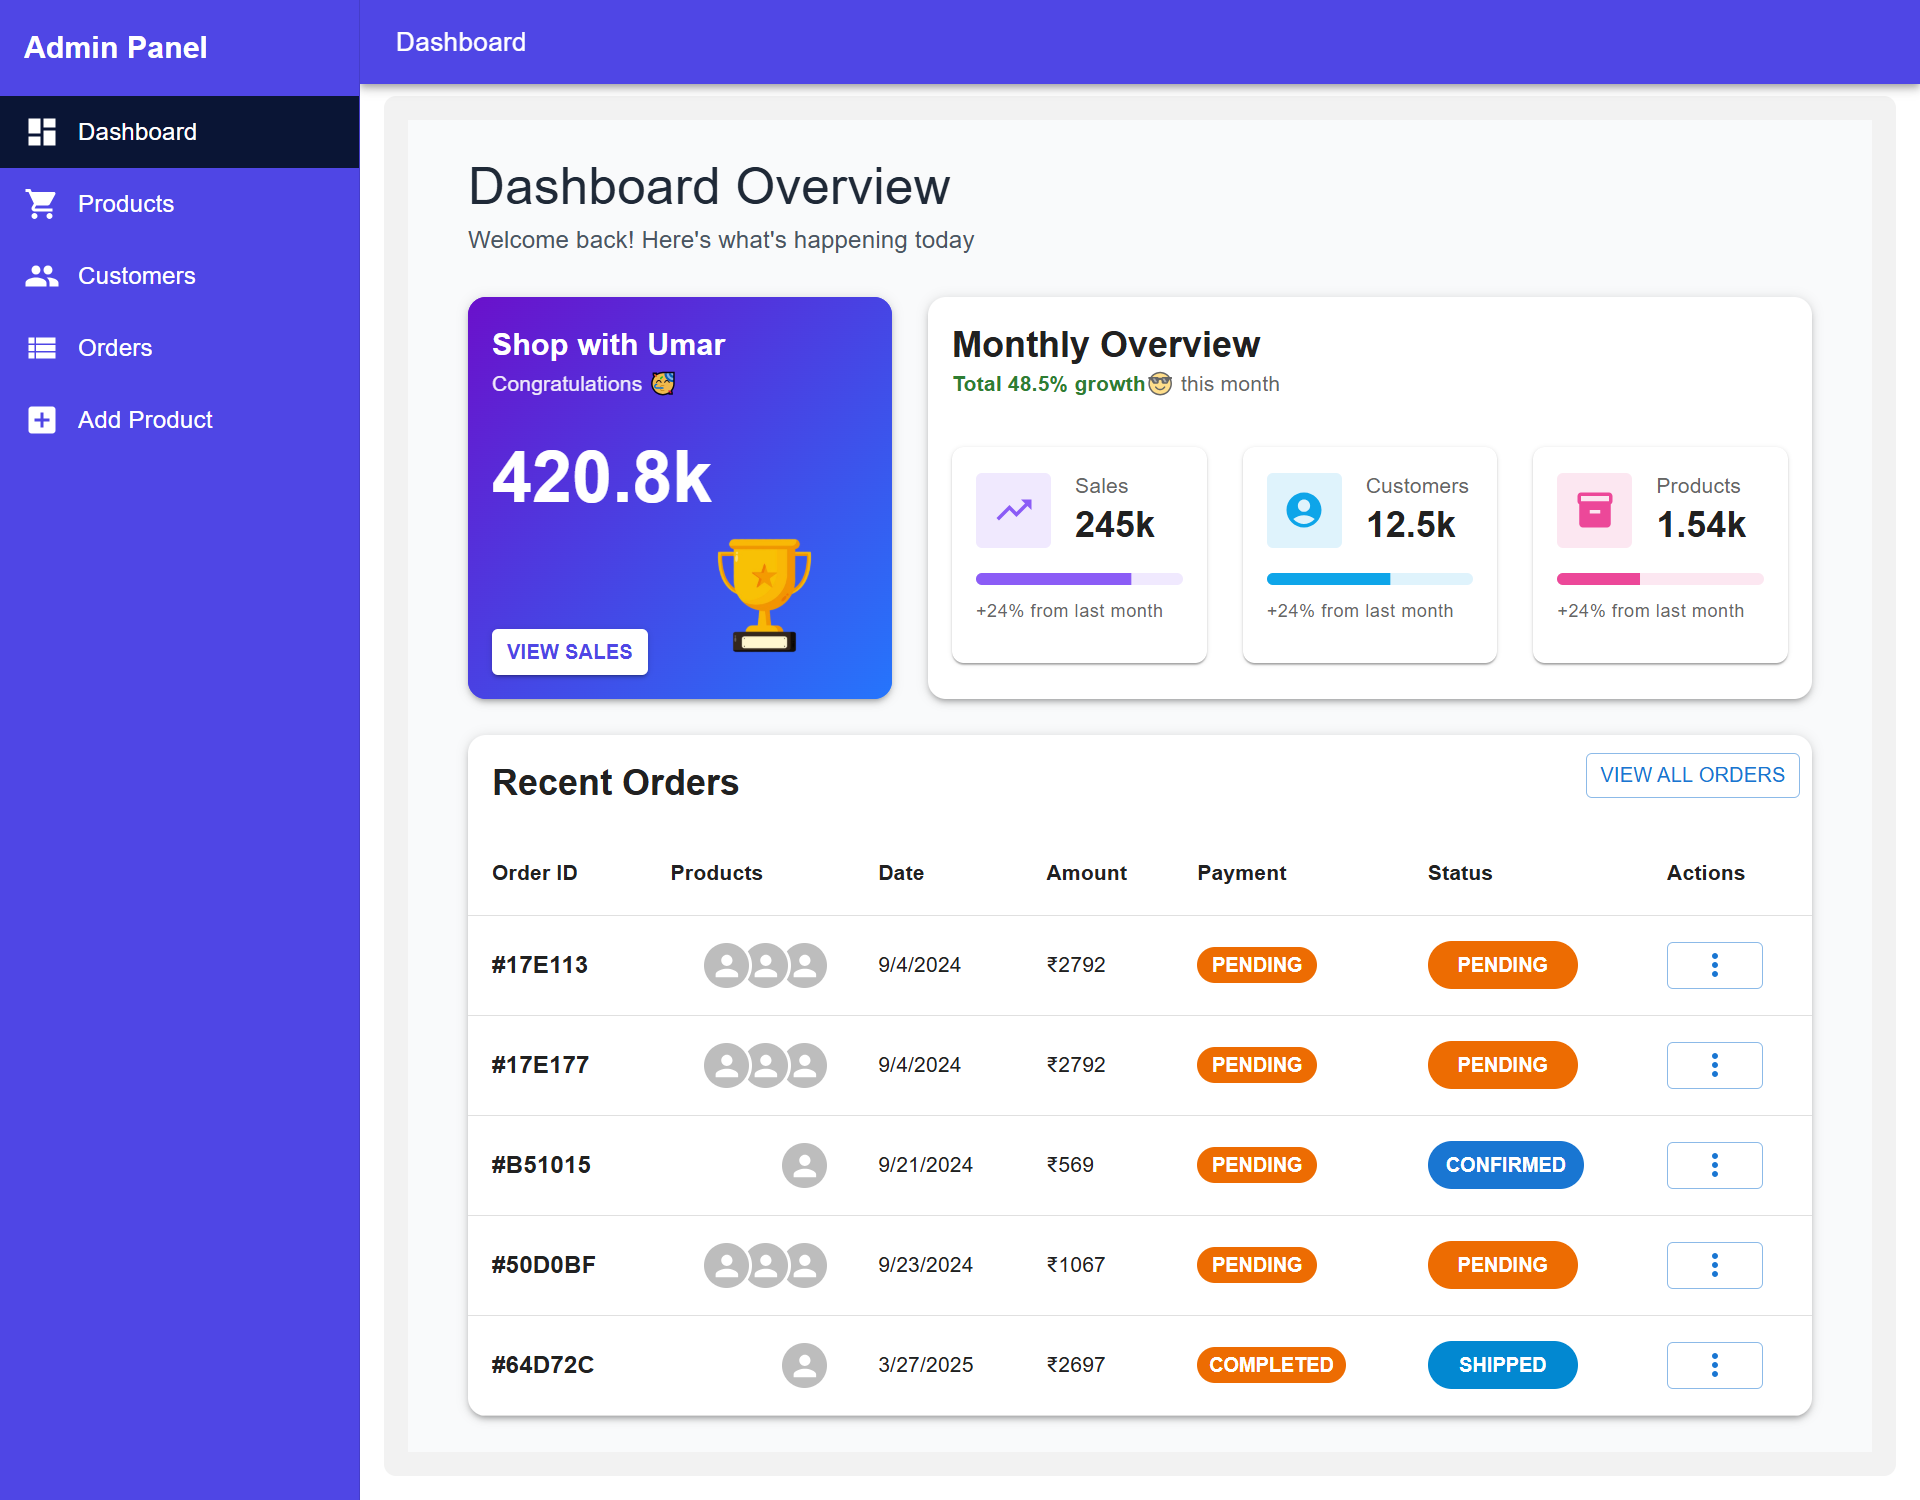 Admin Panel
Dashboard
Dashboard
Products
Customers
Orders
Add Product
Dashboard Overview
Welcome back! Here's what's happening today
Shop with Umar
Congratulations 🥳
420.8k
VIEW SALES
Monthly Overview
Total 48.5% growth😎 this month
Sales
245k
+24% from last month
Customers
12.5k
+24% from last month
Products
1.54k
+24% from last month
Recent Orders
VIEW ALL ORDERS
Order ID Products Date Amount Payment Status Actions
#17E113 9/4/2024 ₹2792 PENDING PENDING
#17E177 9/4/2024 ₹2792 PENDING PENDING
#B51015 9/21/2024 ₹569 PENDING CONFIRMED
#50D0BF 9/23/2024 ₹1067 PENDING PENDING
#64D72C 3/27/2025 ₹2697 COMPLETED SHIPPED